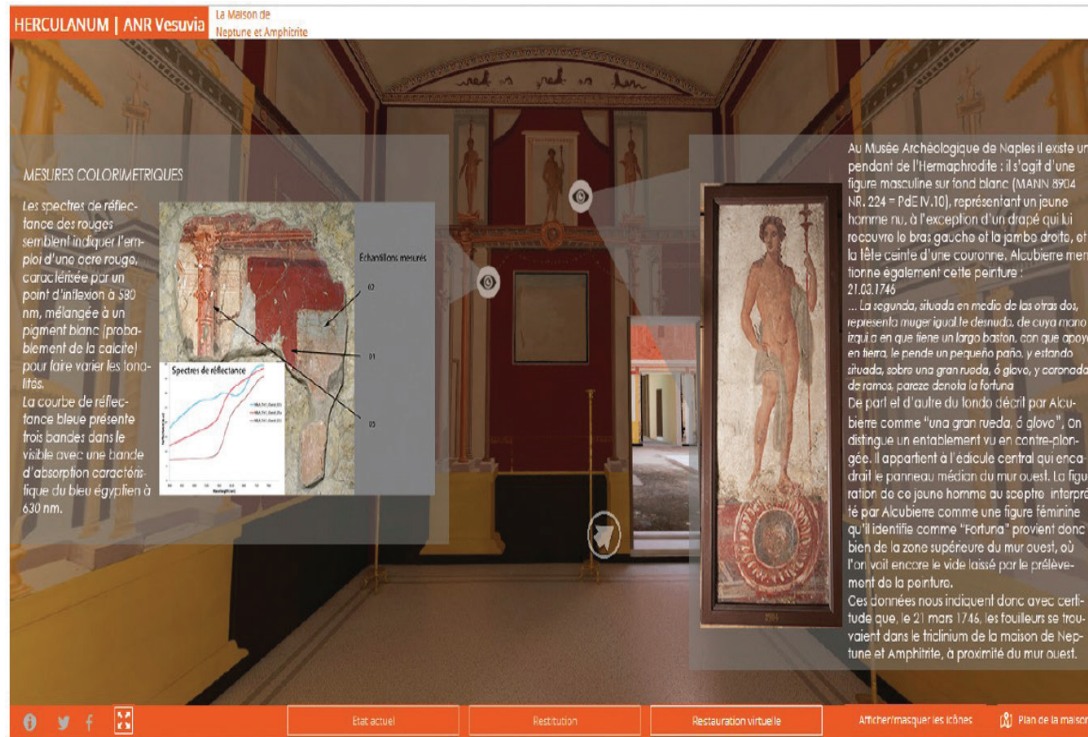 HERCULANUM | ANR Vesuvia
La Maison de
Neptune et Amphitrite
MESURES COLORIMETRIQUES
Les spectres de réflec-
tance des rouges
semblent indiquer l'em-
ploi d'une ocre rouge,
caractérisée par un
point d'inflexion à 580
nm, mélangée à un
pigment blanc (proba-
blement de la calcite)
pour faire varier les tona-
lités.
La courbe de réflec-
tance bleue présente
trois bandes dans le
visible avec une bande
d'absorption caractéris-
tique du bleu égyptien à
630 nm.
Échantillons mesurés
02
01
05
Spectres de réflectance
Au Musée Archéologique de Naples il existe un
pendant de l'Hermaphrodite : il s'agit d'une
figure masculine sur fond blanc (MANN 8904
NR. 224 = PdE IV.10), représentant un jeune
homme nu, à l'exception d'un drapé qui lui
recouvre le bras gauche et la jambe droite, et
la tête ceinte d'une couronne. Alcubierre men
tionne également cette peinture :
21.03.1746
... La segunda, situada en medio de las otras dos,
representa muger igual.te desnuda, de cuya mano
izqui a en que tiene un largo baston, con que apoya
en tierra, le pende un pequeño paño, y estando
situada, sobre una gran rueda, ó glovo, y coronada
de ramos, pareze denota la fortuna
De part et d'autre du fondo décrit par Alcu-
bierre comme "una gran rueda, ó glovo", On
distingue un entablement vu en contre-plon-
gée. Il appartient à l'édicule central qui enca-
drait le panneau médian du mur ouest. La figu
ration de ce jeune homme au sceptre interpré
té par Alcubierre comme une figure féminine
qu'il identifie comme "Fortuna" provient donc
bien de la zone supérieure du mur ouest, où
l'on voit encore le vide laissé par le prélève-
ment de la peinture.
Ces données nous indiquent donc avec certi-
tude que, le 21 mars 1746, les fouilleurs se trou-
vaient dans le triclinium de la maison de Nep-
tune et Amphitrite, à proximité du mur ouest.
Etat actuel
Restitution
Restauration virtuelle
Afficher/masquer les icônes
Plan de la maison